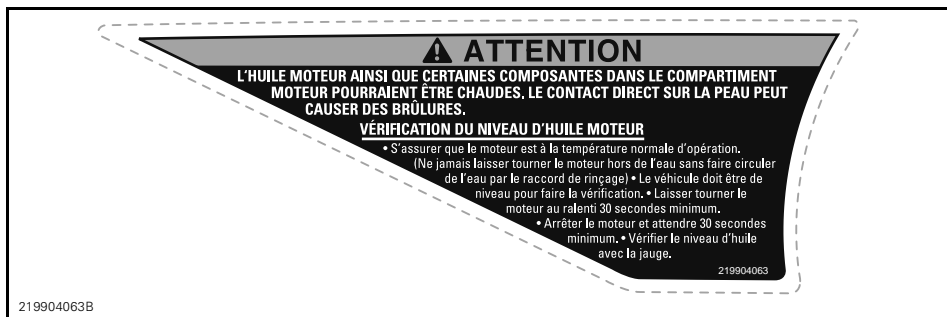 ATTENTION
L'HUILE MOTEUR AINSI QUE CERTAINES COMPOSANTES DANS LE COMPARTIMENT
MOTEUR POURRAIENT ÊTRE CHAUDES. LE CONTACT DIRECT SUR LA PEAU PEUT
CAUSER DES BRÛLURES.
VÉRIFICATION DU NIVEAU D'HUILE MOTEUR
• S'assurer que le moteur est à la température normale d'opération.
(Ne jamais laisser tourner le moteur hors de l'eau sans faire circuler
de l'eau par le raccord de rinçage) • Le véhicule doit être de
niveau pour faire la vérification. • Laisser tourner le
moteur au ralenti 30 secondes minimum.
• Arrêter le moteur et attendre 30 secondes
minimum. • Vérifier le niveau d'huile
avec la jauge.
219904063
219904063B